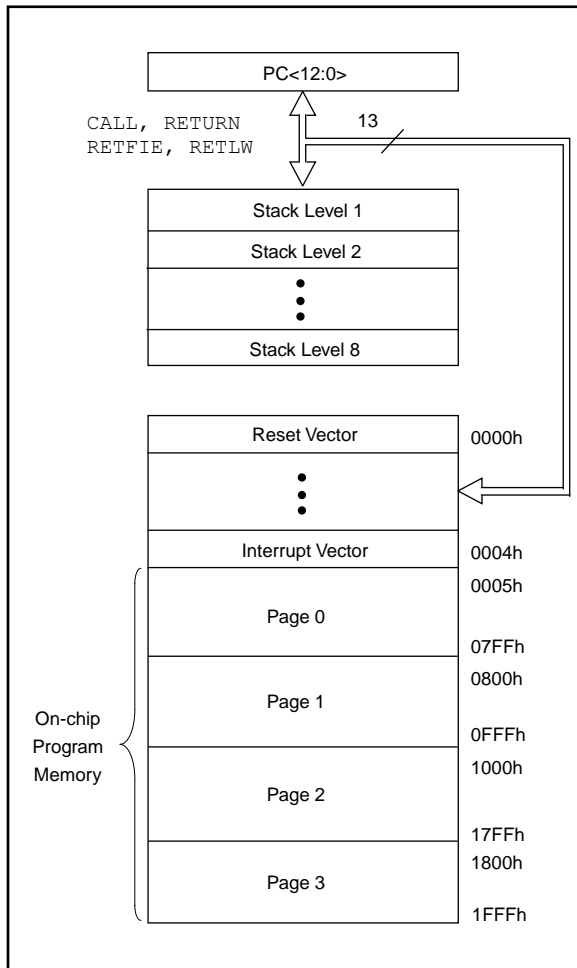 PC<12:0>
CALL, RETURN
RETFIE, RETLW
13
Stack Level 1
Stack Level 2
Stack Level 8
Reset Vector
0000h
Interrupt Vector
0004h
0005h
Page 0
07FFh
0800h
Page 1
0FFFh
On-chip
Program
Memory
1000h
Page 2
17FFh
1800h
Page 3
1FFFh